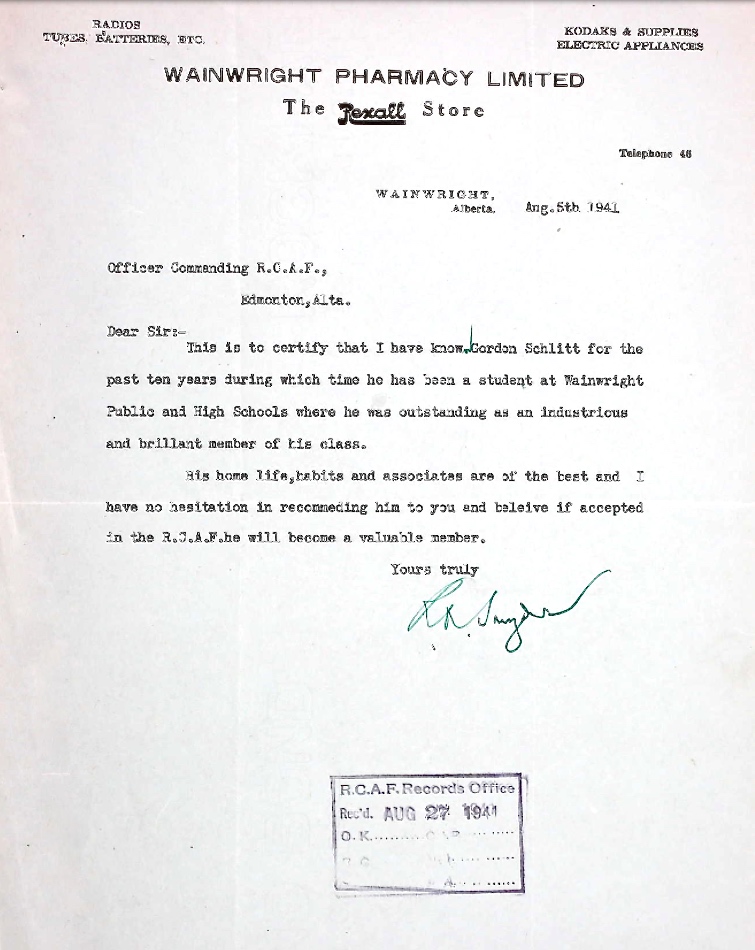 RADIOS
TUBES, BATTERIES, ETC.
KODAKS & SUPPLIES
ELECTRIC APPLIANCES
WAINWRIGHT PHARMACY LIMITED
The Rexall Store
Telephone 46
WAINWRIGHT,
Alberta. Aug.5th 1941
Officer Commanding R.C.A.F.,
Edmonton,Alta.
Dear Sir:-
This is to certify that I have know. Gordon Schlitt for the
past ten years during which time he has been a student at Wainwright
Public and High Schools where he was outstanding as an industrious
and brillant member of his class.
His home life,habits and associates are of the best and I
have no hesitation in recommeding him to you and beleive if accepted
in the R.C.A.F.he will become a valuable member.
Yours truly
Snyder
R.C.A.F. Records Office
Rec'd. AUG 27 1941
O.K.